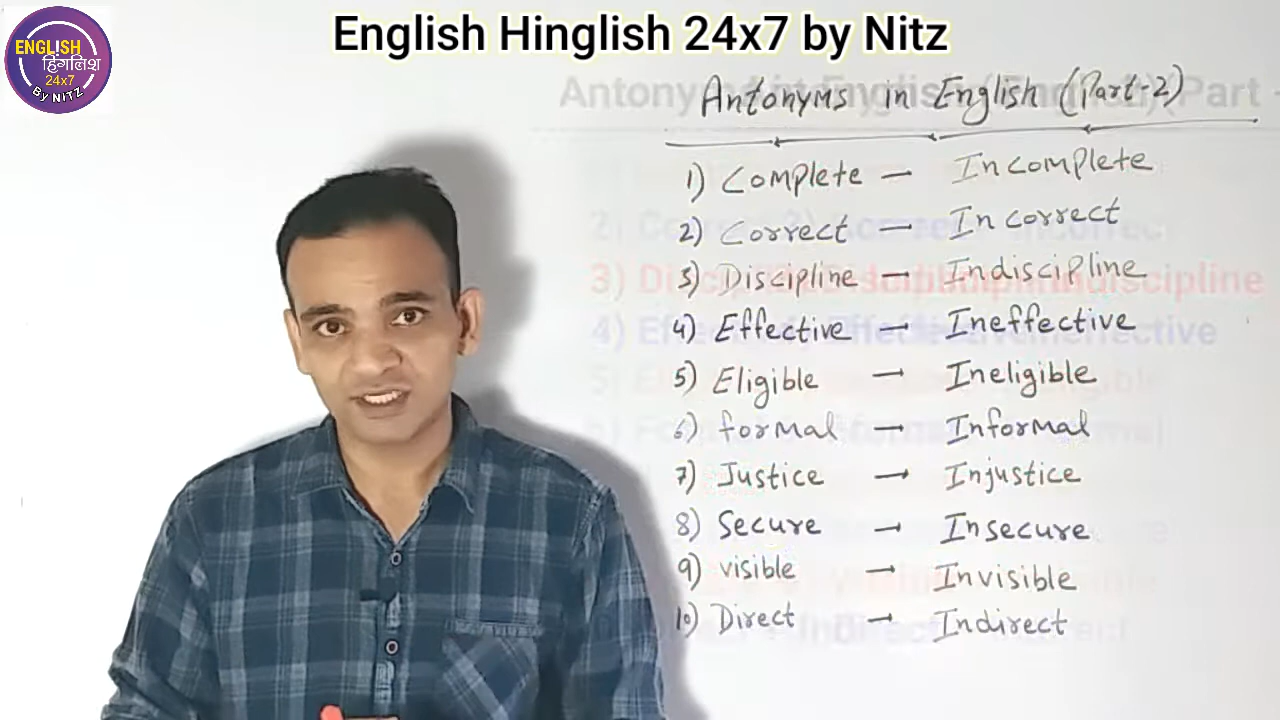 English Hinglish 24x7 by Nitz
ENGLISH
हिंगलिश
24x7
BY NITZ
Antonyms in English (Part-2)
1) Complete — Incomplete
2) Correct — Incorrect
3) Discipline — Indiscipline
4) Effective → Ineffective
5) Eligible → Ineligible
6) formal → Informal
7) Justice → Injustice
8) Secure → Insecure
9) visible → Invisible
10) Direct → Indirect